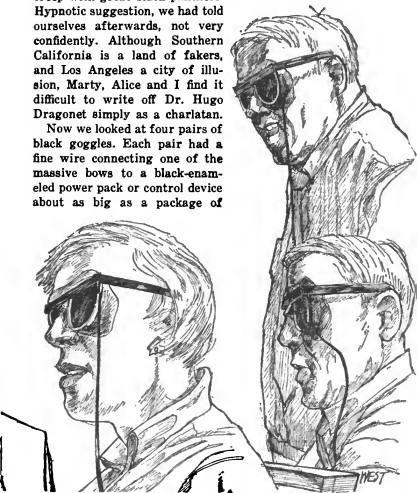 Hypnotic suggestion, we had told
ourselves afterwards, not very
confidently. Although Southern
California is a land of fakers,
and Los Angeles a city of illu-
sion, Marty, Alice and I find it
difficult to write off Dr. Hugo
Dragonet simply as a charlatan.
Now we looked at four pairs of
black goggles. Each pair had a
fine wire connecting one of the
massive bows to a black-enam-
eled power pack or control device
about as big as a package of
WEST